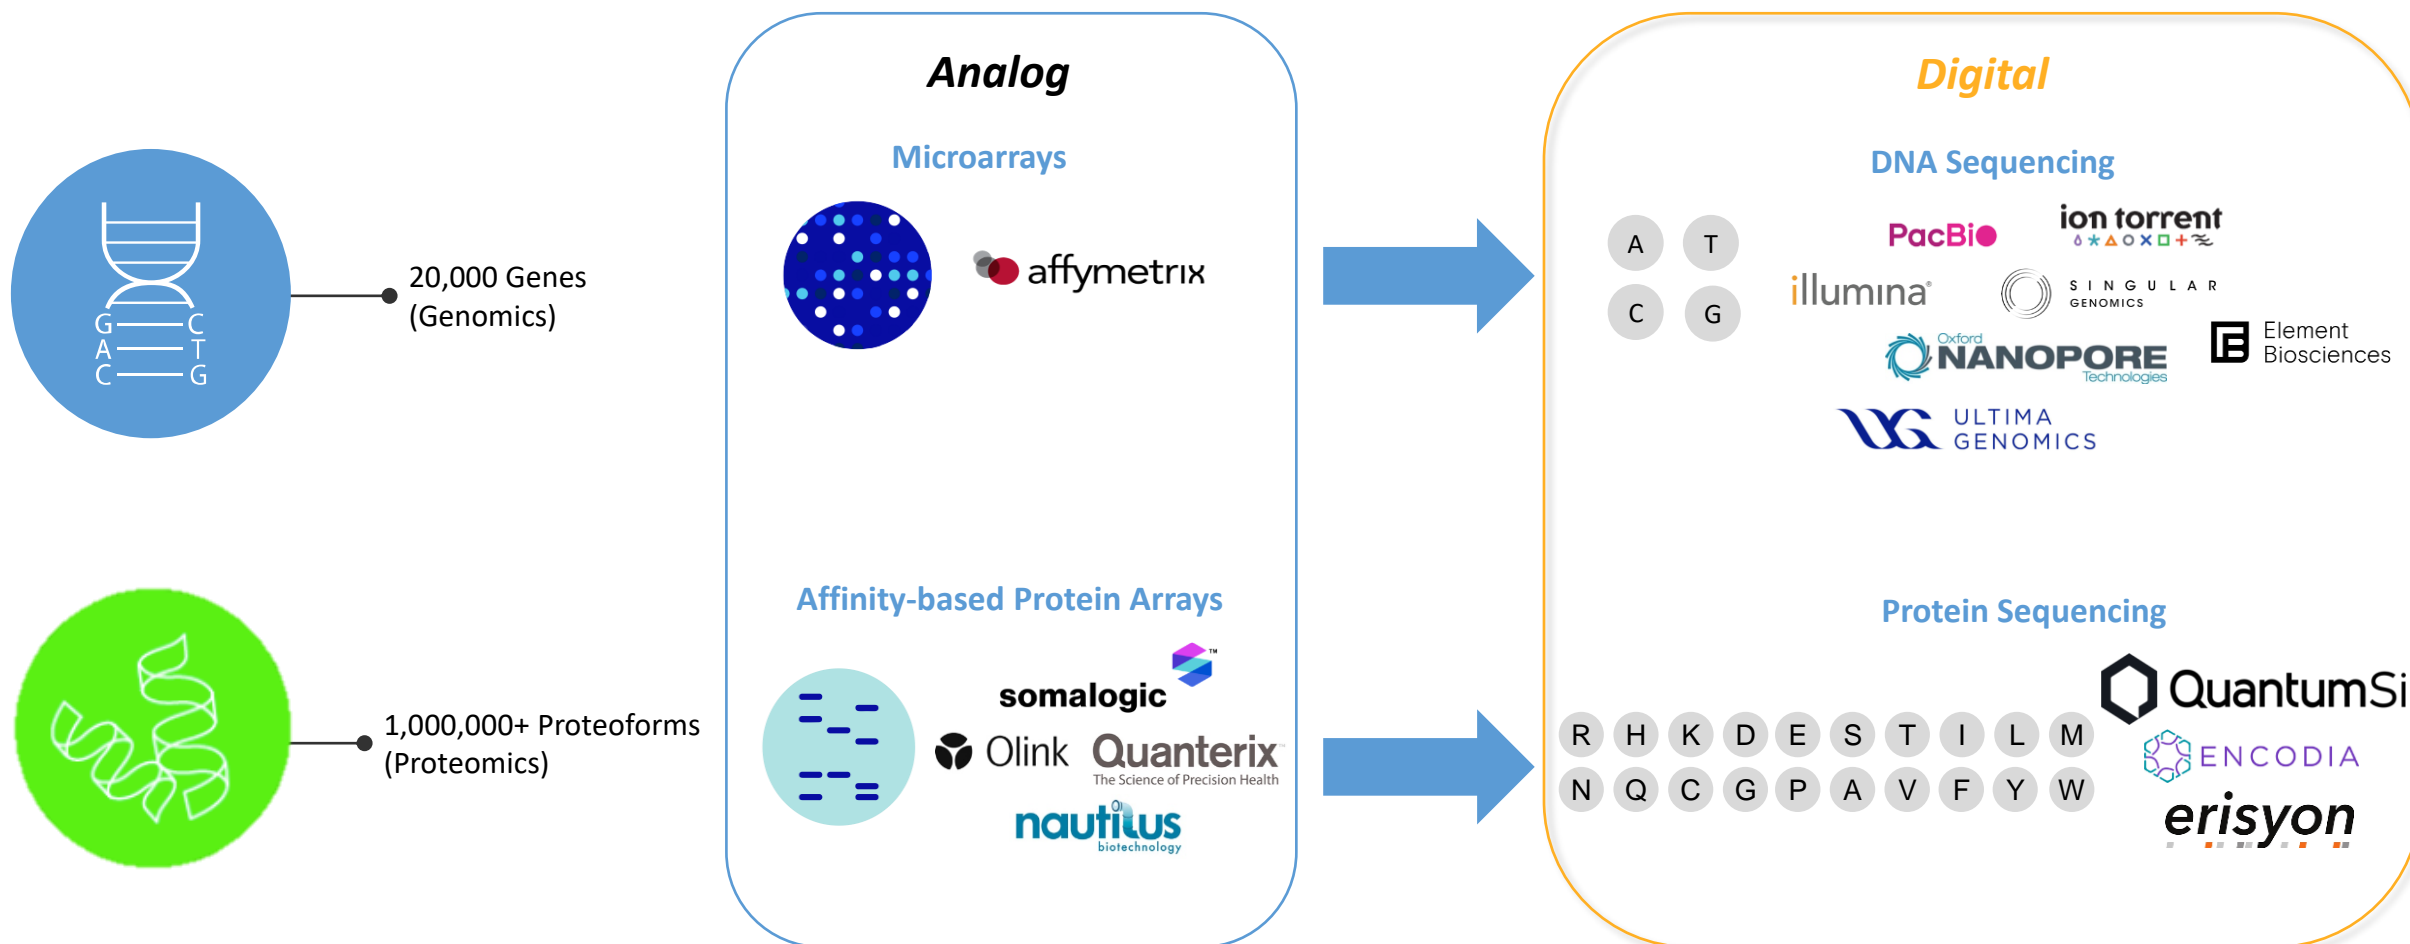 Analog
Digital
Microarrays
DNA Sequencing
G C
A T
C G
20,000 Genes
(Genomics)
affymetrix
A T
C G
PacBio
ion torrent
illumina®
SINGULAR
GENOMICS
Oxford
NANOPORE
Technologies
Element
Biosciences
ULTIMA
GENOMICS
Affinity-based Protein Arrays
Protein Sequencing
1,000,000+ Proteoforms
(Proteomics)
somalogic™
Olink
Quanterix
The Science of Precision Health
nautilus
biotechnology
R H K D E S T I L M
N Q C G P A V F Y W
QuantumSi
ENCODIA
erisyon